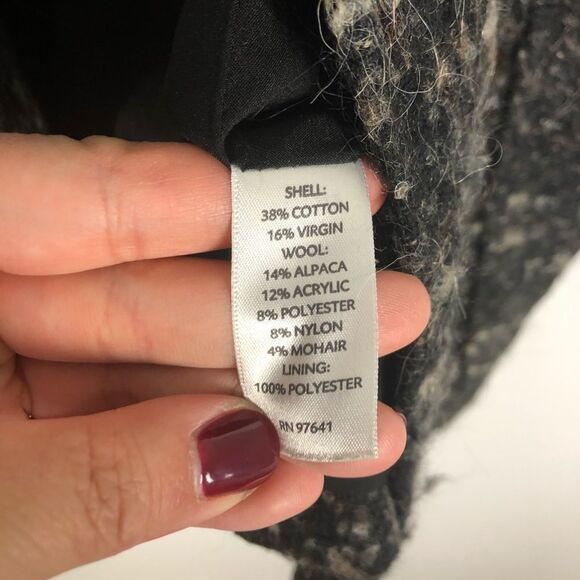 SHELL:
38% COTTON
16% VIRGIN
WOOL:
14% ALPACA
12% ACRYLIC
8% POLYESTER
8% NYLON
4% MOHAIR
LINING:
100% POLYESTER
RN 97641